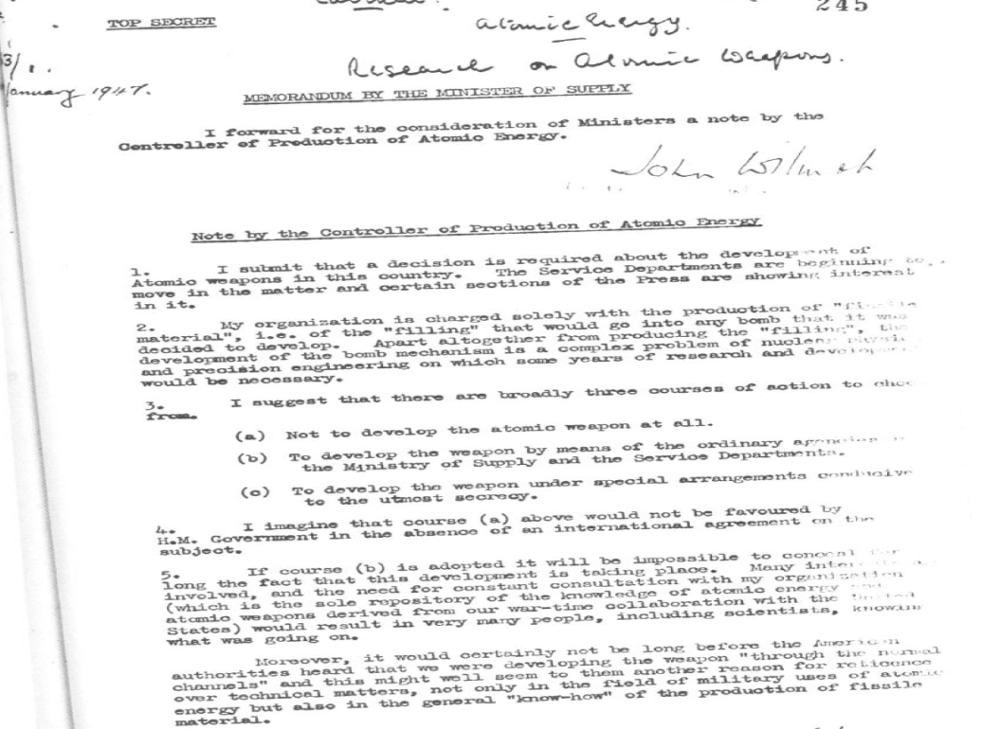 245
TOP SECRET
Atomic Energy.
Research on Atomic Weapons.
3/1.
January 1947.
MEMORANDUM BY THE MINISTER OF SUPPLY
I forward for the consideration of Ministers a note by the
Controller of Production of Atomic Energy.
John Wilmot
Note by the Controller of Production of Atomic Energy
1. I submit that a decision is required about the development of
Atomic weapons in this country. The Service Departments are beginning to
move in the matter and certain sections of the Press are showing interest
in it.
2. My organization is charged solely with the production of "fissile
material", i.e. of the "filling" that would go into any bomb that it was
decided to develop. Apart altogether from producing the "filling", the
development of the bomb mechanism is a complex problem of nuclear physics
and precision engineering on which some years of research and development
would be necessary.
3. I suggest that there are broadly three courses of action to choose
from.
(a) Not to develop the atomic weapon at all.
(b) To develop the weapon by means of the ordinary agencies
the Ministry of Supply and the Service Departments.
(c) To develop the weapon under special arrangements conducive
to the utmost secrecy.
4. I imagine that course (a) above would not be favoured by
H.M. Government in the absence of an international agreement on the
subject.
5. If course (b) is adopted it will be impossible to conceal for
long the fact that this development is taking place. Many
involved, and the need for constant consultation with my organisation
(which is the sole repository of the knowledge of atomic energy and
atomic weapons derived from our war-time collaboration with the United
States) would result in very many people, including scientists, knowing
what was going on.
Moreover, it would certainly not be long before the American
authorities heard that we were developing the weapon "through the normal
channels" and this might well seem to them another reason for reticence
over technical matters, not only in the field of military uses of atomic
energy but also in the general "know-how" of the production of fissile
material.